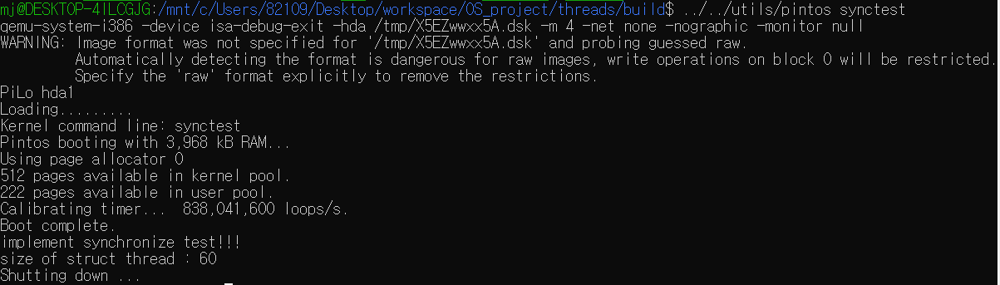 mj@DESKTOP-4ILCGJG:/mnt/c/Users/82109/Desktop/workspace/OS_project/threads/build$ ../../utils/pintos synctest
qemu-system-i386 -device isa-debug-exit -hda /tmp/X5EZwwxx5A.dsk -m 4 -net none -nographic -monitor null
WARNING: Image format was not specified for '/tmp/X5EZwwxx5A.dsk' and probing guessed raw.
Automatically detecting the format is dangerous for raw images, write operations on block 0 will be restricted.
Specify the 'raw' format explicitly to remove the restrictions.
PiLo hda1
Loading.........
Kernel command line: synctest
Pintos booting with 3,968 kB RAM...
Using page allocator 0
512 pages available in kernel pool.
222 pages available in user pool.
Calibrating timer...  838,041,600 loops/s.
Boot complete.
implement synchronize test!!!
size of struct thread : 60
Shutting down ...